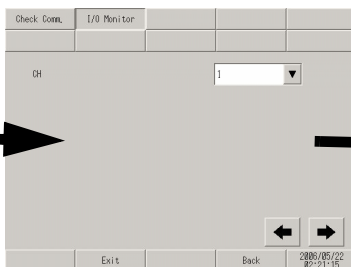 Check Comm.
I/O Monitor
CH
1
Exit
Back
2006/05/22
02:21:15